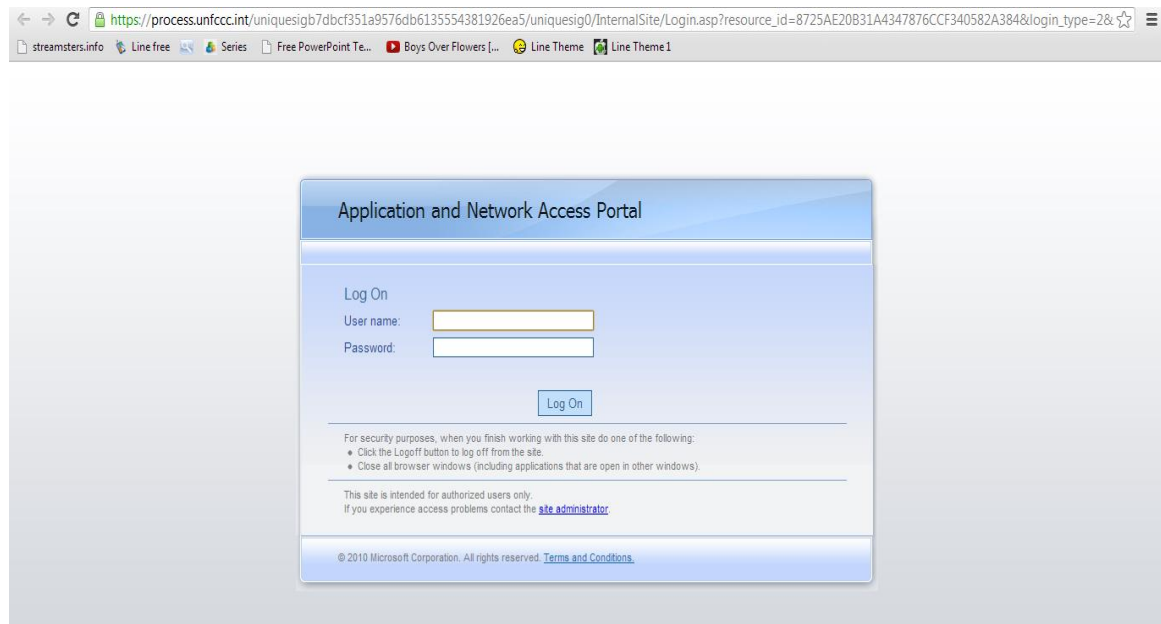 https://process.unfccc.int/uniquesigb7dbcf351a9576db6135554381926ea5/uniquesig0/InternalSite/Login.asp?resource_id=8725AE20B31A4347876CCF340582A384&login_type=2&
streamsters.info Line free Series Free PowerPoint Te... Boys Over Flowers [... Line Theme Line Theme 1
Application and Network Access Portal
Log On
User name:
Password:
Log On
For security purposes, when you finish working with this site do one of the following:
● Click the Logoff button to log off from the site.
● Close all browser windows (including applications that are open in other windows).
This site is intended for authorized users only.
If you experience access problems contact the site administrator.
© 2010 Microsoft Corporation. All rights reserved. Terms and Conditions.